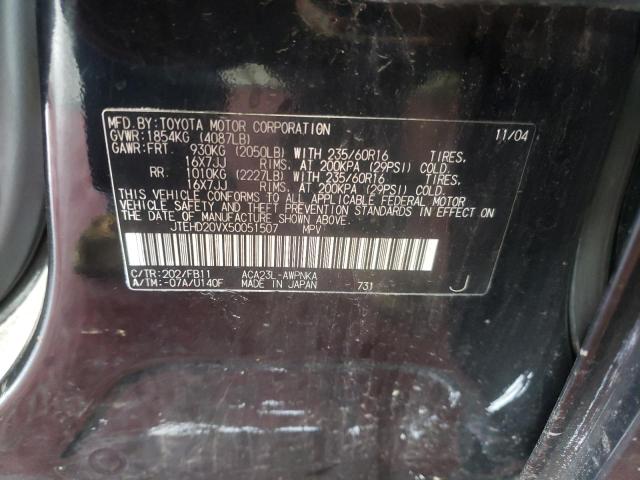 MFD.BY:TOYOTA MOTOR CORPORATION 11/04
GVWR:1854KG (4087LB)
GAWR:FRT 930KG (2050LB) WITH 235/60R16 TIRES,
16X7JJ RIMS, AT 200KPA (29PSI) COLD.
RR 1010KG (2227LB) WITH 235/60R16 TIRES,
16X7JJ RIMS, AT 200KPA (29PSI) COLD.
THIS VEHICLE CONFORMS TO ALL APPLICABLE FEDERAL MOTOR
VEHICLE SAFETY AND THEFT PREVENTION STANDARDS IN EFFECT ON
THE DATE OF MANUFACTURE SHOWN ABOVE.
JTEHD20VX50051507 MPV
C/TR:202/FB11 ACA23L-AWPNKA
A/TM:-07A/U140F MADE IN JAPAN 731 J